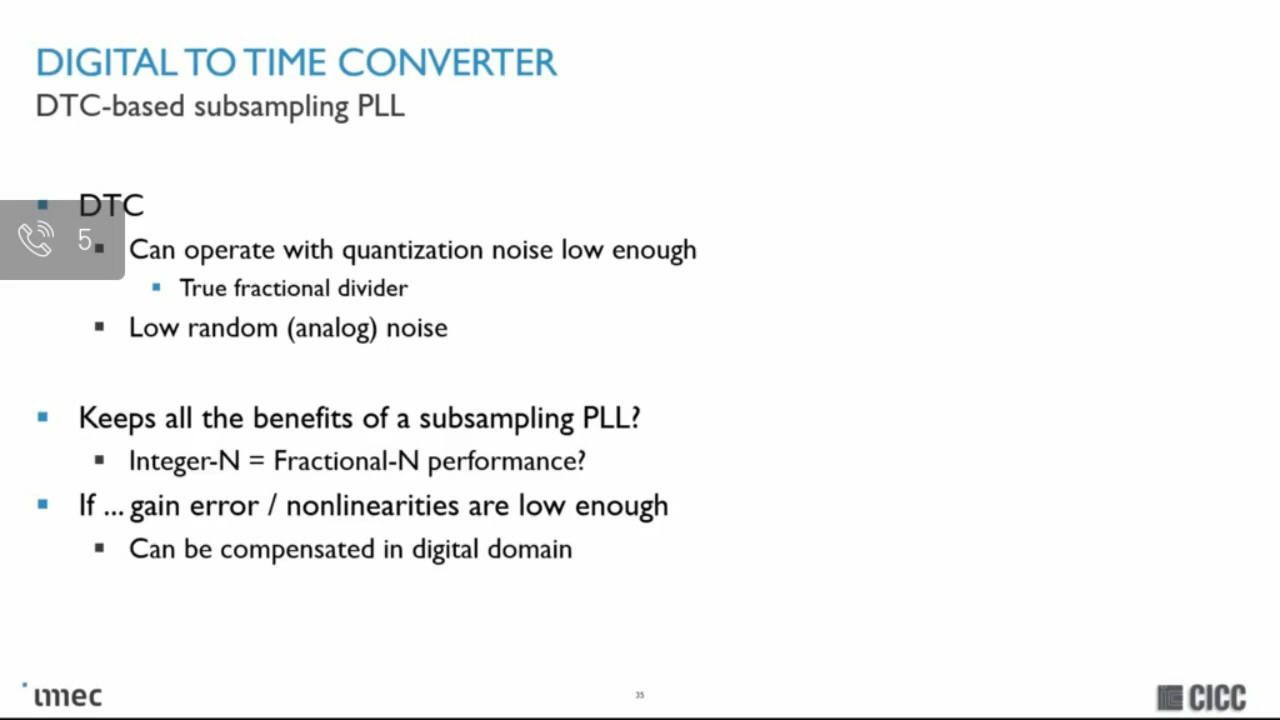 DIGITAL TO TIME CONVERTER
DTC-based subsampling PLL
DTC
5
Can operate with quantization noise low enough
True fractional divider
Low random (analog) noise
Keeps all the benefits of a subsampling PLL?
Integer-N = Fractional-N performance?
If ... gain error / nonlinearities are low enough
Can be compensated in digital domain
imec
35
CICC